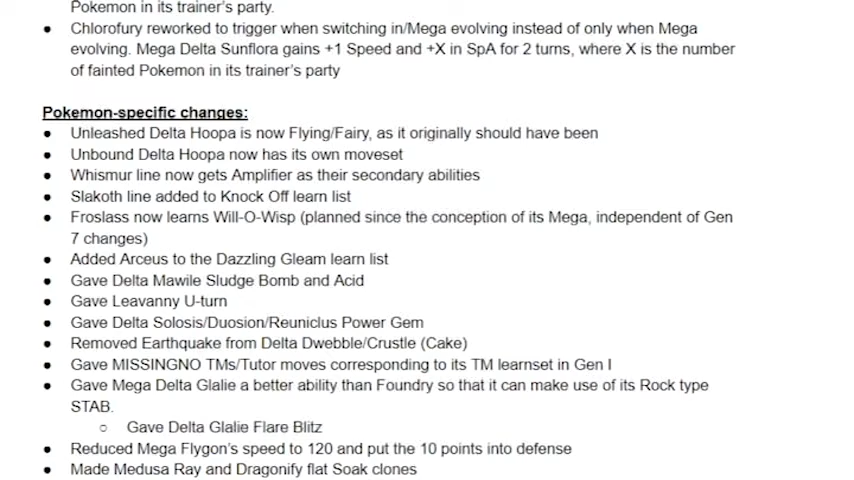 Pokemon in its trainer's party.
● Chlorofury reworked to trigger when switching in/Mega evolving instead of only when Mega
evolving. Mega Delta Sunflora gains +1 Speed and +X in SpA for 2 turns, where X is the number
of fainted Pokemon in its trainer's party
Pokemon-specific changes:
● Unleashed Delta Hoopa is now Flying/Fairy, as it originally should have been
● Unbound Delta Hoopa now has its own moveset
● Whismur line now gets Amplifier as their secondary abilities
● Slakoth line added to Knock Off learn list
● Froslass now learns Will-O-Wisp (planned since the conception of its Mega, independent of Gen
7 changes)
● Added Arceus to the Dazzling Gleam learn list
● Gave Delta Mawile Sludge Bomb and Acid
● Gave Leavanny U-turn
● Gave Delta Solosis/Duosion/Reuniclus Power Gem
● Removed Earthquake from Delta Dwebble/Crustle (Cake)
● Gave MISSINGNO TMs/Tutor moves corresponding to its TM learnset in Gen I
● Gave Mega Delta Glalie a better ability than Foundry so that it can make use of its Rock type
STAB.
○ Gave Delta Glalie Flare Blitz
● Reduced Mega Flygon's speed to 120 and put the 10 points into defense
● Made Medusa Ray and Dragonify flat Soak clones